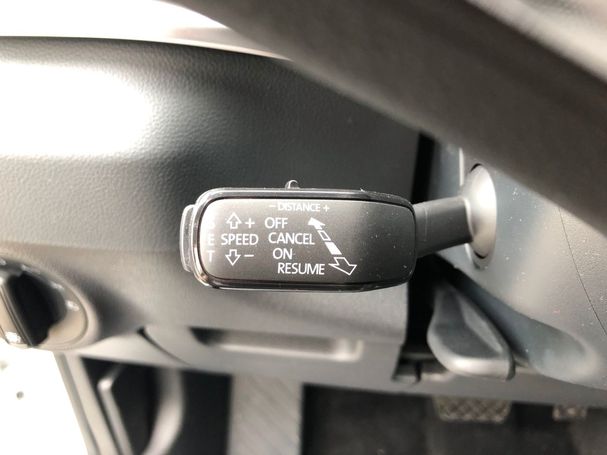 - DISTANCE +
S + OFF
E SPEED CANCEL
T - ON
RESUME